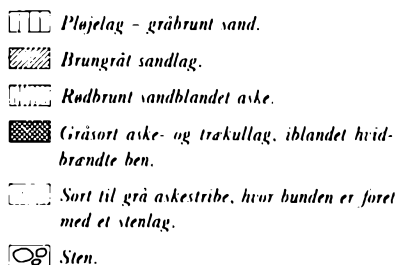 Pløjelag – gråbrunt sand.
Brungråt sandlag.
Rødbrunt sandblandet aske.
Gråsort aske- og trækullag, iblandet hvid-
brændte ben.
Sort til grå askestribe, hvor bunden er foret
med et stenlag.
Sten.